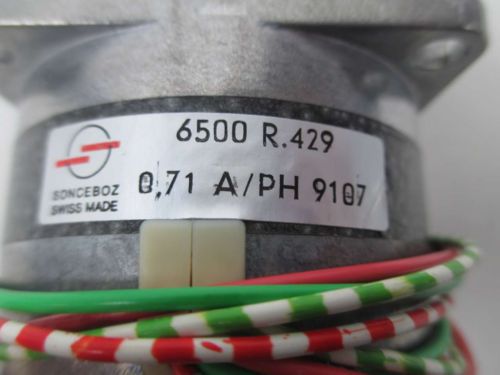 6500 R.429
SONCEBOZ
SWISS MADE
0,71 A/PH 9107